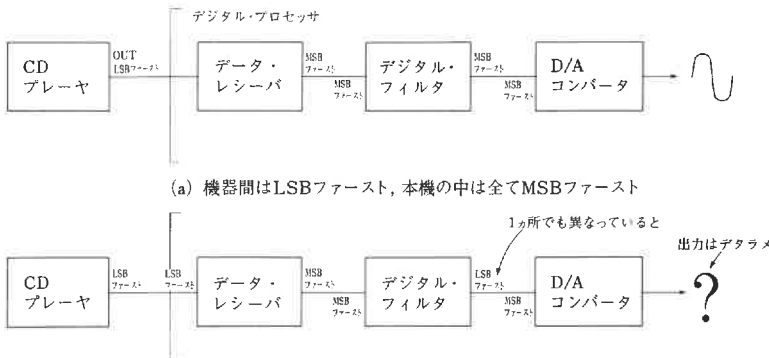 デジタル・プロセッサ
CD
プレーヤ
OUT
LSBファースト
データ・
レシーバ
MSB
ファースト
MSB
ファースト
デジタル・
フィルタ
MSB
ファースト
MSB
ファースト
D/A
コンバータ
(a) 機器間はLSBファースト, 本機の中は全てMSBファースト
1ヵ所でも異なっていると
出力はデタラメ
CD
プレーヤ
LSB
ファースト
LSB
ファースト
データ・
レシーバ
MSB
ファースト
MSB
ファースト
デジタル・
フィルタ
LSB
ファースト
MSB
ファースト
D/A
コンバータ
?